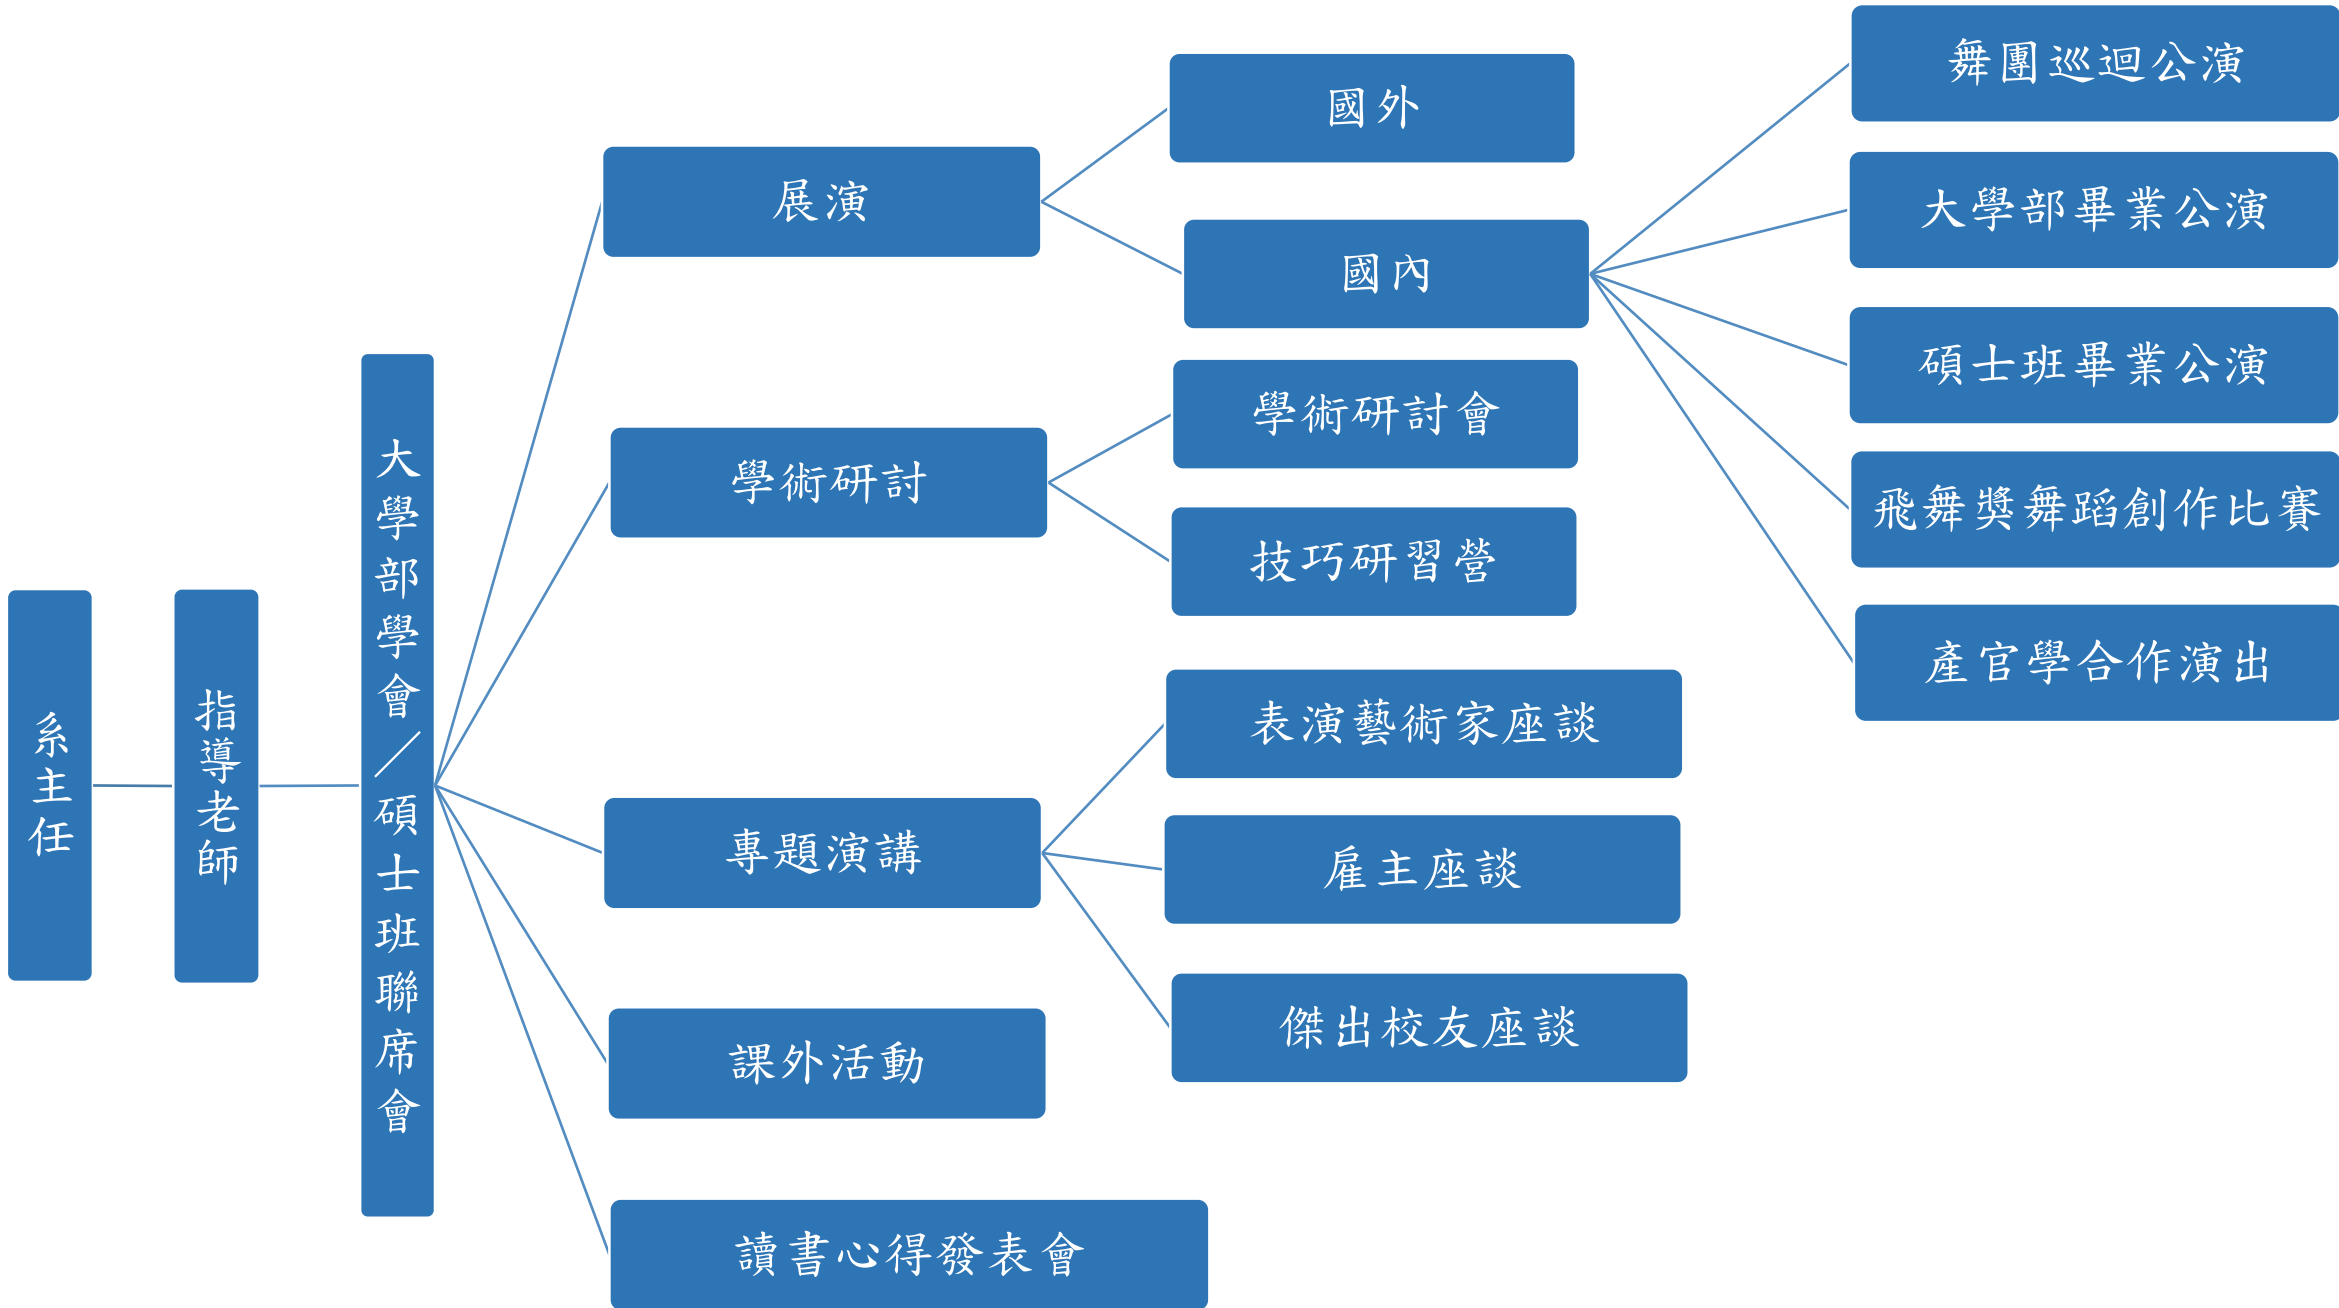 系主任
指導老師
大學部學會／碩士班聯席會
展演
國外
國內
舞團巡迴公演
大學部畢業公演
碩士班畢業公演
飛舞獎舞蹈創作比賽
產官學合作演出
學術研討
學術研討會
技巧研習營
專題演講
表演藝術家座談
雇主座談
傑出校友座談
課外活動
讀書心得發表會